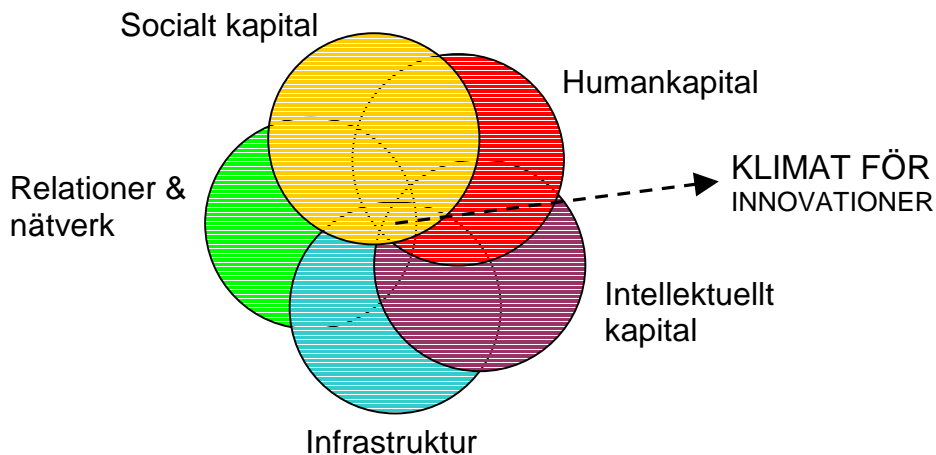 Socialt kapital
Humankapital
KLIMAT FÖR
INNOVATIONER
Relationer &
nätverk
Intellektuellt
kapital
Infrastruktur